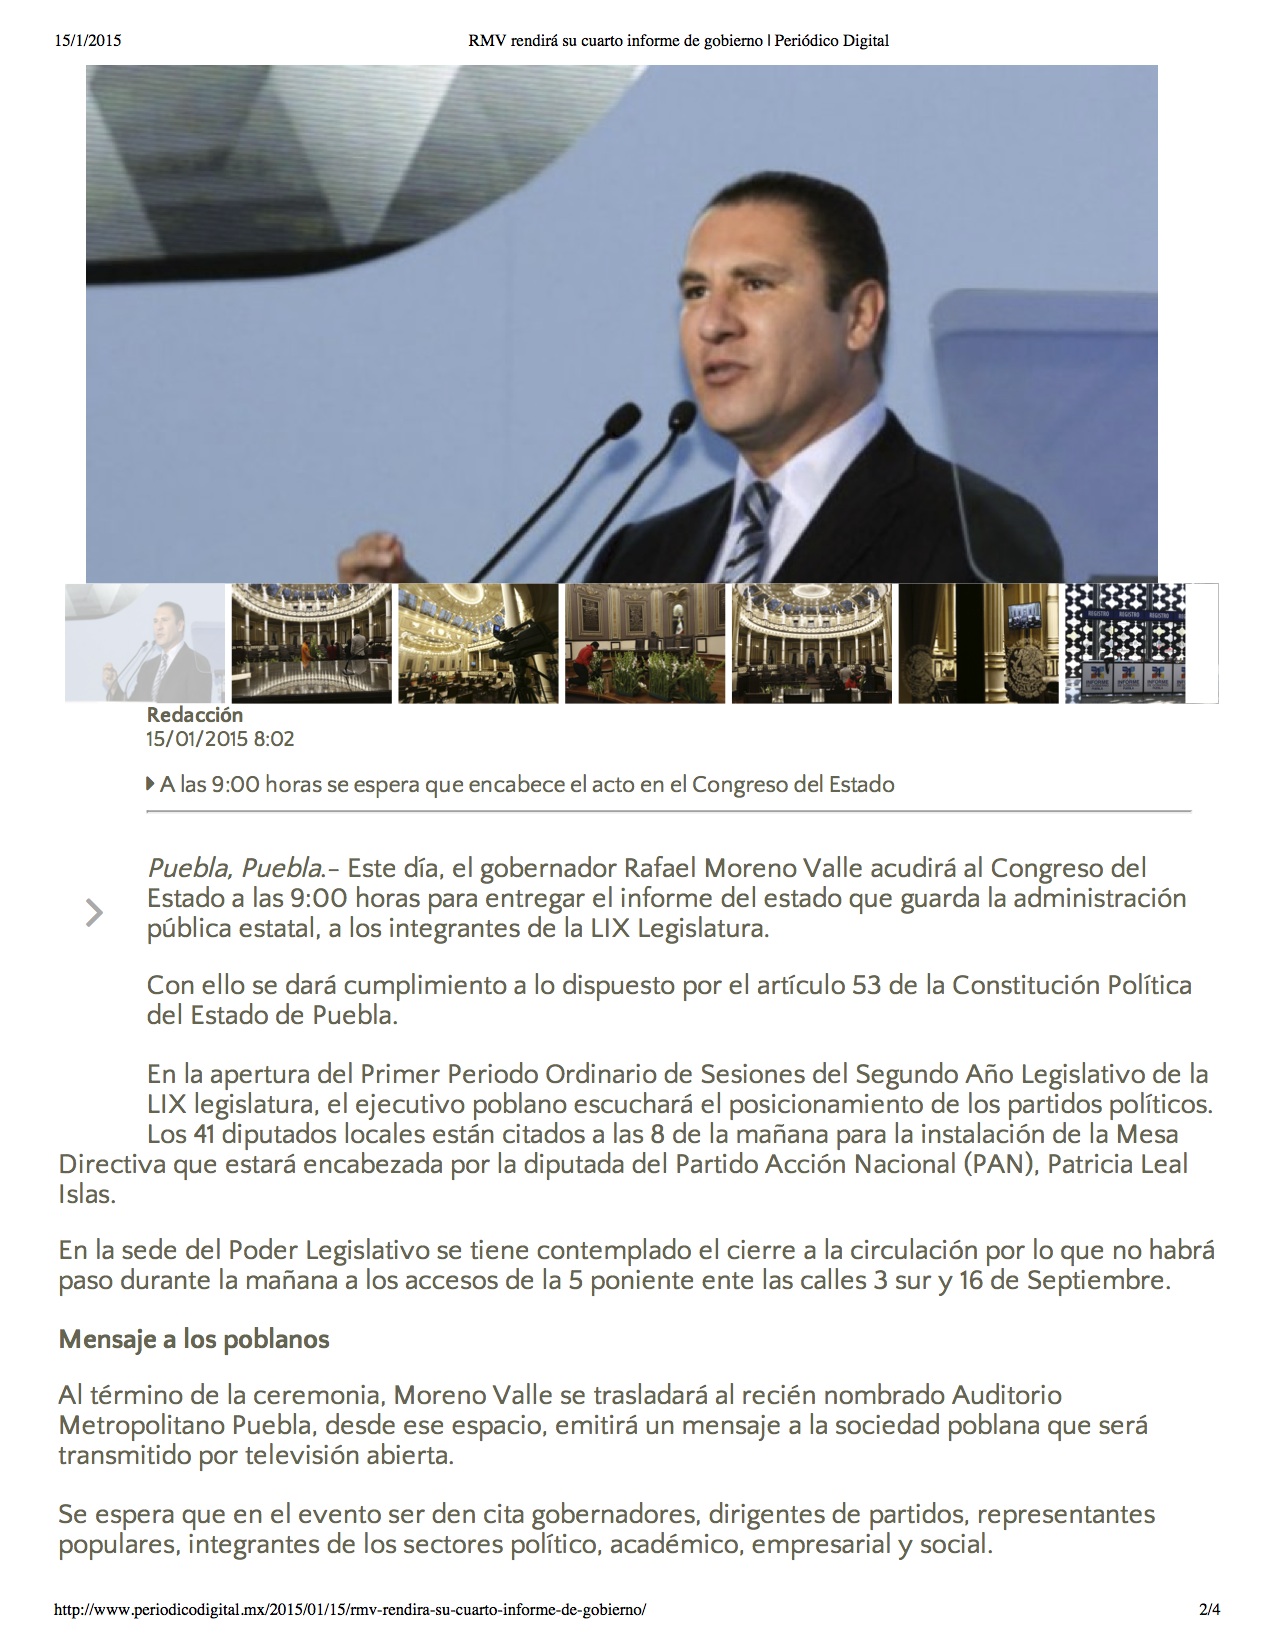 15/1/2015
RMV rendirá su cuarto informe de gobierno | Periódico Digital
REGISTRO REGISTRO REGISTRO
INFORME INFORME INFORME
PUEBLA PUEBLA PUEBLA
Redacción
15/01/2015 8:02
A las 9:00 horas se espera que encabece el acto en el Congreso del Estado
Puebla, Puebla.- Este día, el gobernador Rafael Moreno Valle acudirá al Congreso del
Estado a las 9:00 horas para entregar el informe del estado que guarda la administración
pública estatal, a los integrantes de la LIX Legislatura.
Con ello se dará cumplimiento a lo dispuesto por el artículo 53 de la Constitución Política
del Estado de Puebla.
En la apertura del Primer Periodo Ordinario de Sesiones del Segundo Año Legislativo de la
LIX legislatura, el ejecutivo poblano escuchará el posicionamiento de los partidos políticos.
Los 41 diputados locales están citados a las 8 de la mañana para la instalación de la Mesa
Directiva que estará encabezada por la diputada del Partido Acción Nacional (PAN), Patricia Leal
Islas.
En la sede del Poder Legislativo se tiene contemplado el cierre a la circulación por lo que no habrá
paso durante la mañana a los accesos de la 5 poniente ente las calles 3 sur y 16 de Septiembre.
Mensaje a los poblanos
Al término de la ceremonia, Moreno Valle se trasladará al recién nombrado Auditorio
Metropolitano Puebla, desde ese espacio, emitirá un mensaje a la sociedad poblana que será
transmitido por televisión abierta.
Se espera que en el evento ser den cita gobernadores, dirigentes de partidos, representantes
populares, integrantes de los sectores político, académico, empresarial y social.
http://www.periodicodigital.mx/2015/01/15/rmv-rendira-su-cuarto-informe-de-gobierno/
2/4